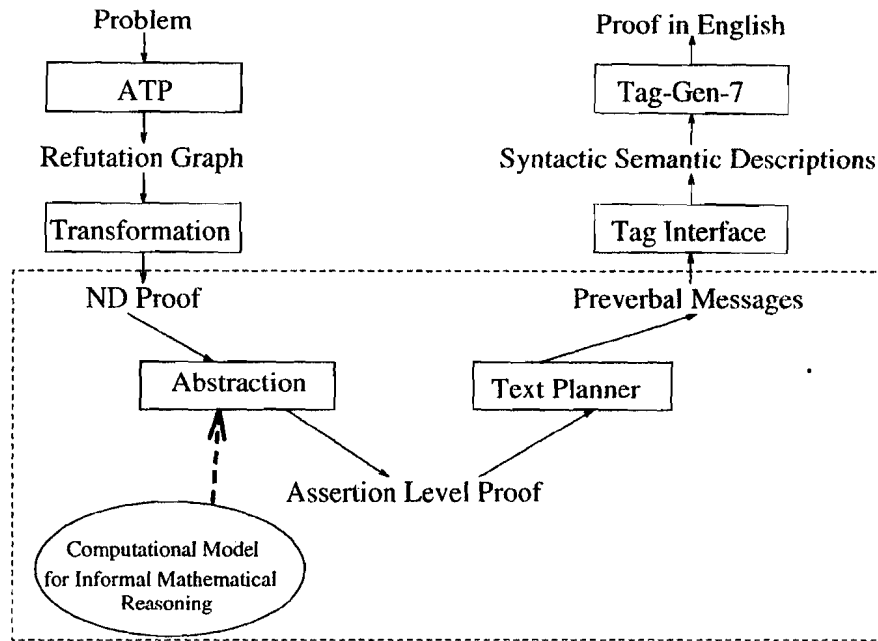 Problem
ATP
Refutation Graph
Transformation
ND Proof
Abstraction
Computational Model
for Informal Mathematical
Reasoning
Assertion Level Proof
Text Planner
Preverbal Messages
Tag Interface
Syntactic Semantic Descriptions
Tag-Gen-7
Proof in English